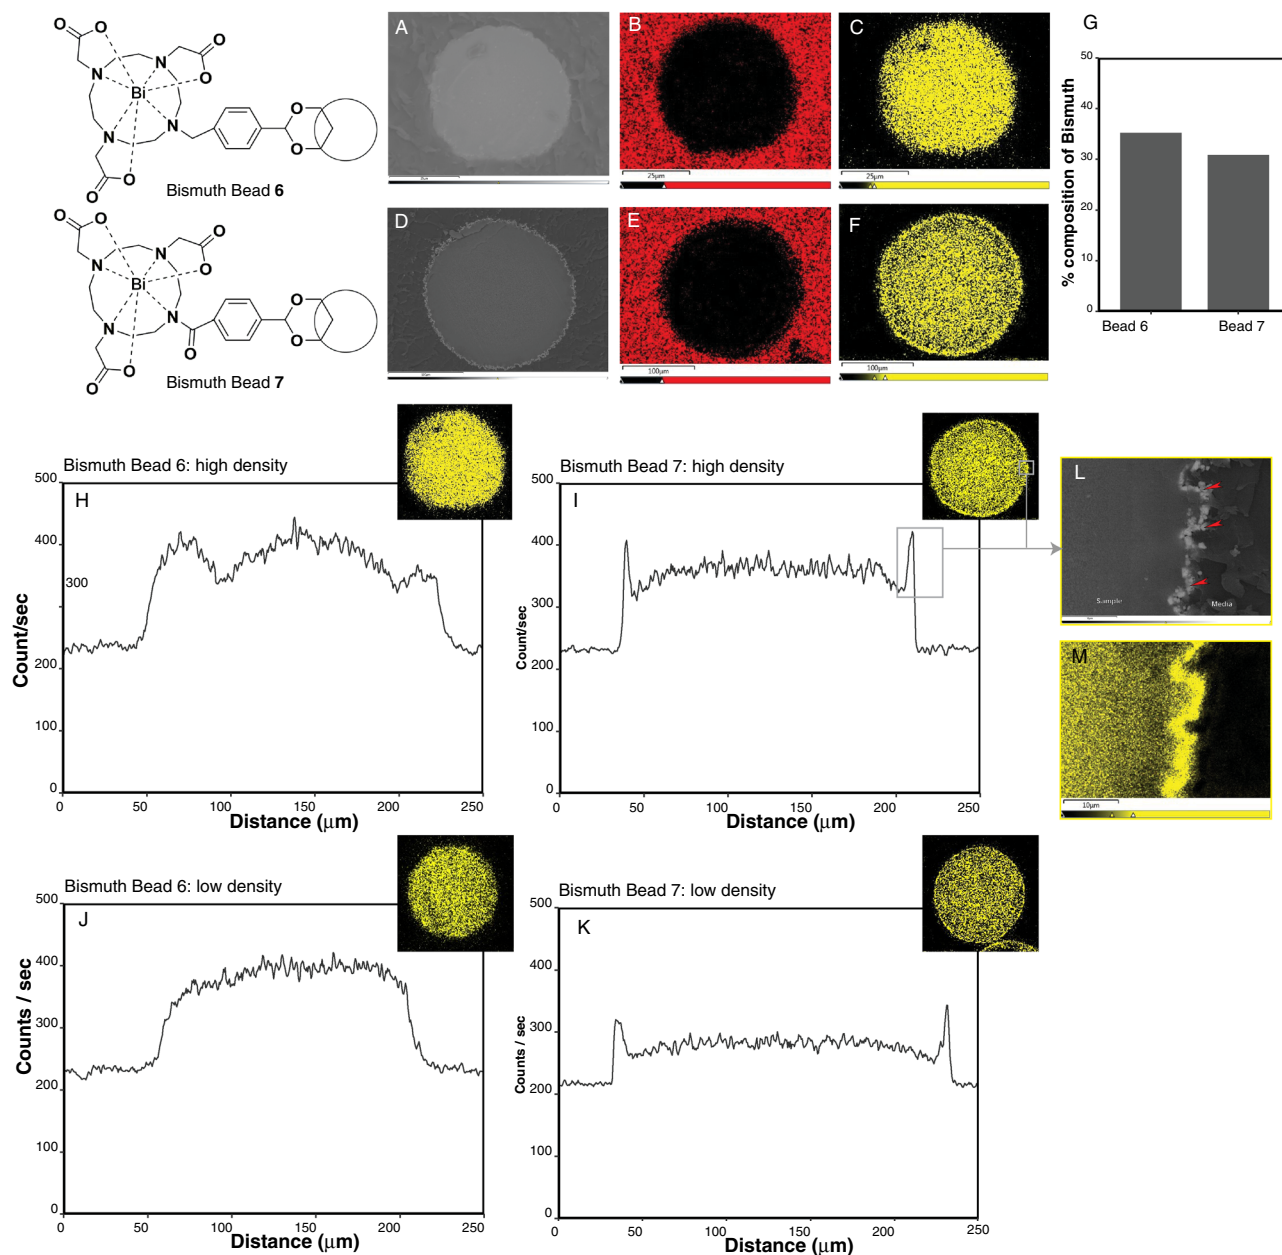 O
O
O
O
N
N
Bi
N
N
O
O
O
O
Bismuth Bead 6
A
B
25µm
C
25µm
G
% composition of Bismuth
50
40
30
20
10
0
Bead 6
Bead 7
O
O
O
O
N
N
Bi
N
N
O
O
O
O
O
Bismuth Bead 7
D
E
100µm
F
100µm
Bismuth Bead 6: high density
H
Count/sec
500
400
300
200
100
0
0
50
100
150
200
250
Distance (µm)
Bismuth Bead 7: high density
I
Count/sec
500
400
300
200
100
0
0
50
100
150
200
250
Distance (µm)
L
Sample
Media
M
10µm
Bismuth Bead 6: low density
J
Counts / sec
500
400
300
200
100
0
0
50
100
150
200
250
Distance (µm)
Bismuth Bead 7: low density
K
Counts / sec
500
400
300
200
100
0
0
50
100
150
200
250
Distance (µm)